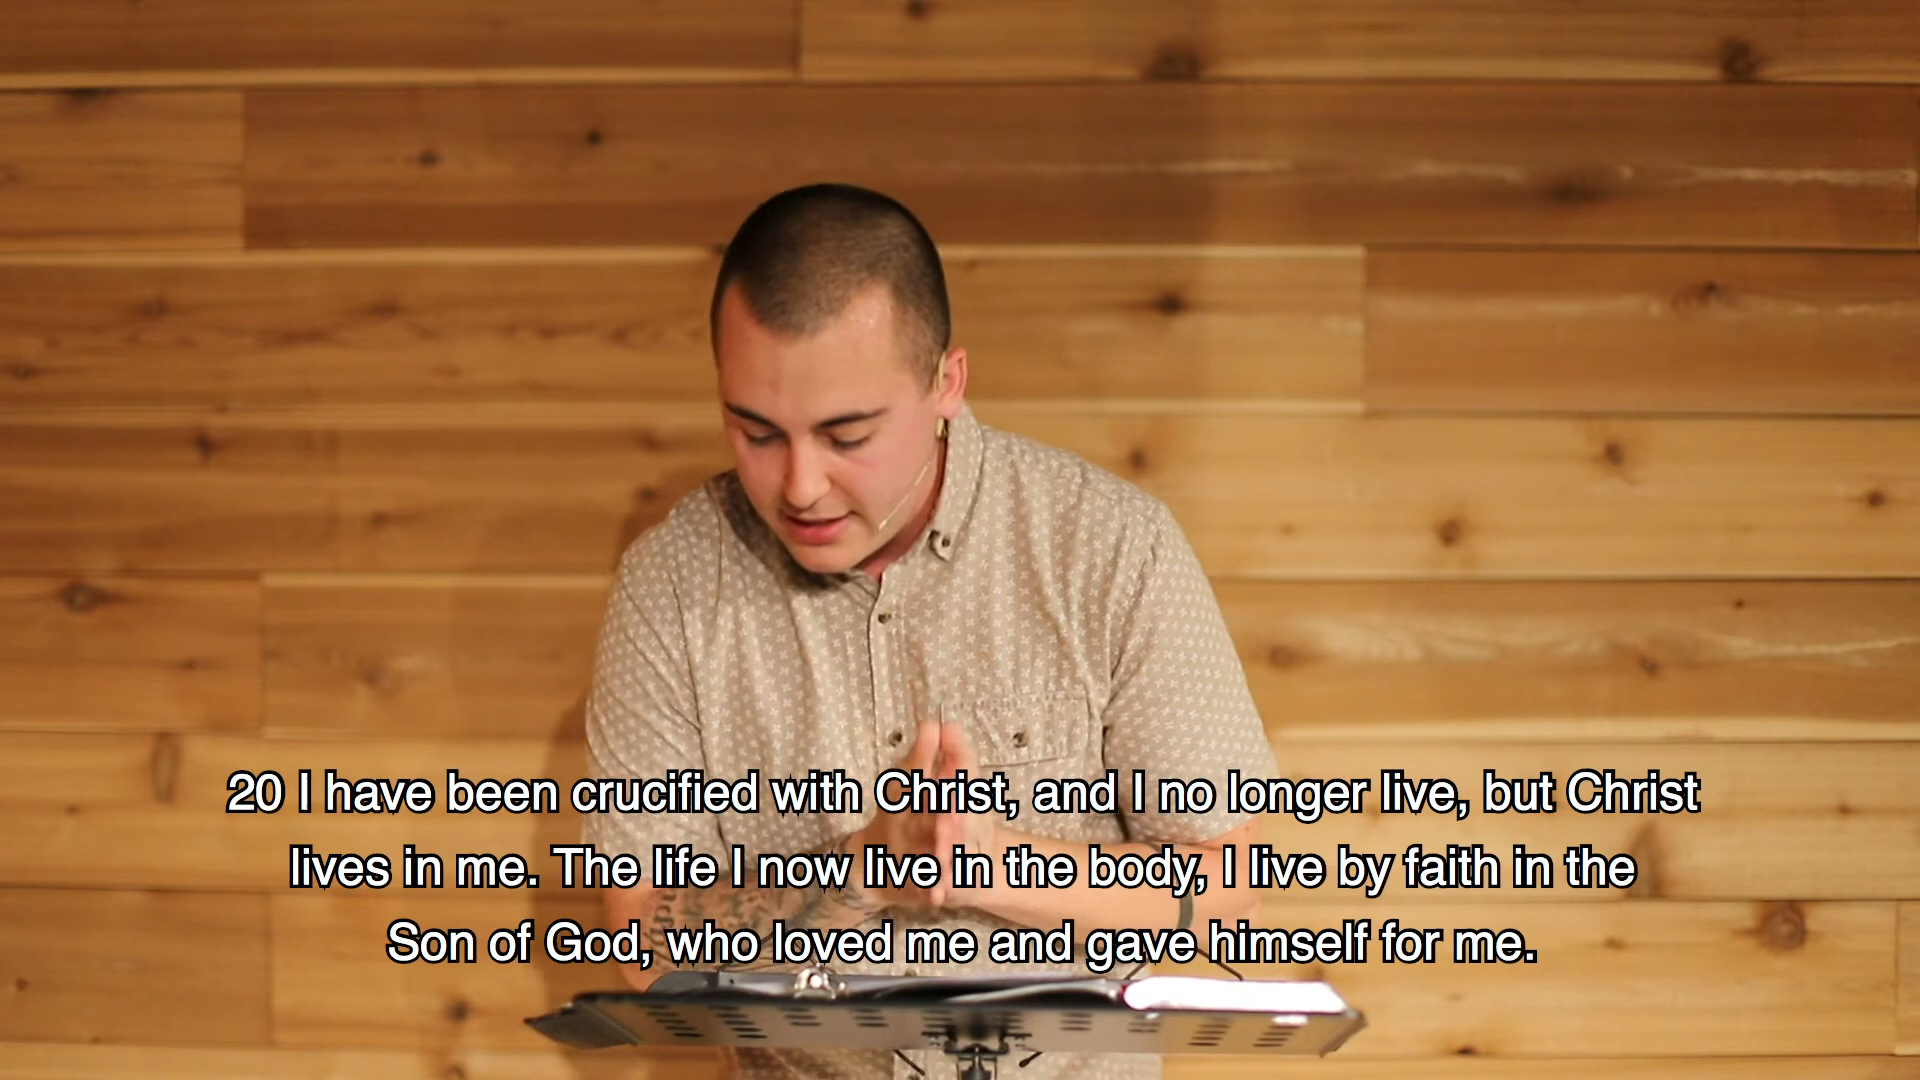 20 I have been crucified with Christ, and I no longer live, but Christ
lives in me. The life I now live in the body, I live by faith in the
Son of God, who loved me and gave himself for me.